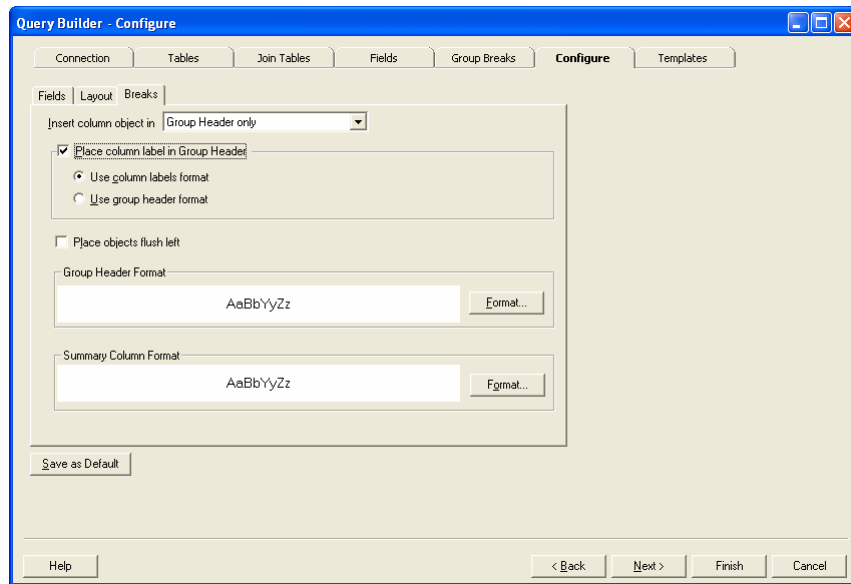 Query Builder - Configure
Connection Tables Join Tables Fields Group Breaks Configure Templates
Fields Layout Breaks
Insert column object in Group Header only
Place column label in Group Header
Use column labels format
Use group header format
Place objects flush left
Group Header Format
AaBbYyZz Format...
Summary Column Format
AaBbYyZz Format...
Save as Default
Help < Back Next > Finish Cancel